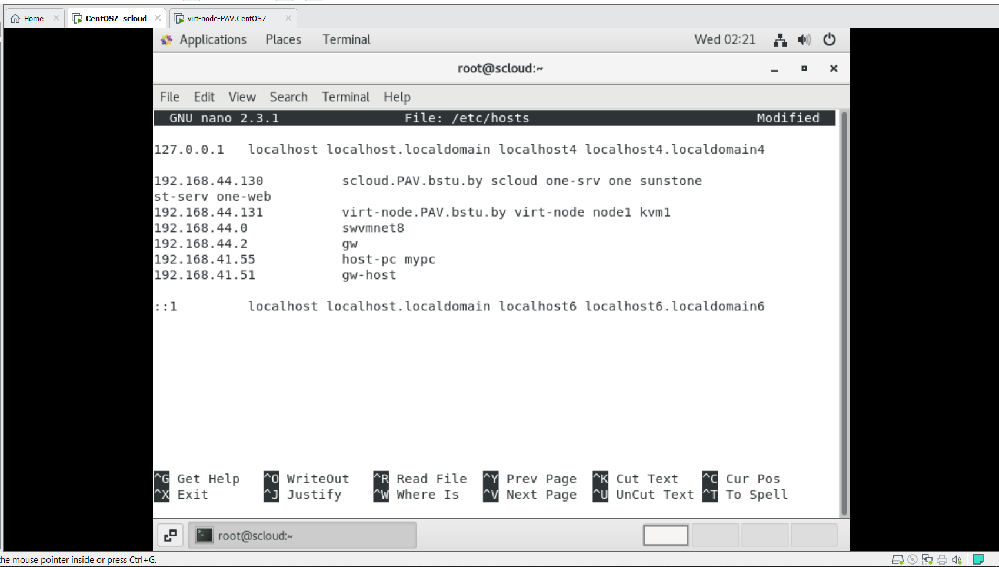 Home
CentOS7_scloud
virt-node-PAV.CentOS7
Applications Places Terminal Wed 02:21
root@scloud:~
File Edit View Search Terminal Help
GNU nano 2.3.1 File: /etc/hosts Modified
127.0.0.1 localhost localhost.localdomain localhost4 localhost4.localdomain4
192.168.44.130 scloud.PAV.bstu.by scloud one-srv one sunstone
st-serv one-web
192.168.44.131 virt-node.PAV.bstu.by virt-node node1 kvm1
192.168.44.0 swvmnet8
192.168.44.2 gw
192.168.41.55 host-pc mypc
192.168.41.51 gw-host
::1 localhost localhost.localdomain localhost6 localhost6.localdomain6
^G Get Help ^O WriteOut ^R Read File ^Y Prev Page ^K Cut Text ^C Cur Pos
^X Exit ^J Justify ^W Where Is ^V Next Page ^U UnCut Text ^T To Spell
root@scloud:~
he mouse pointer inside or press Ctrl+G.